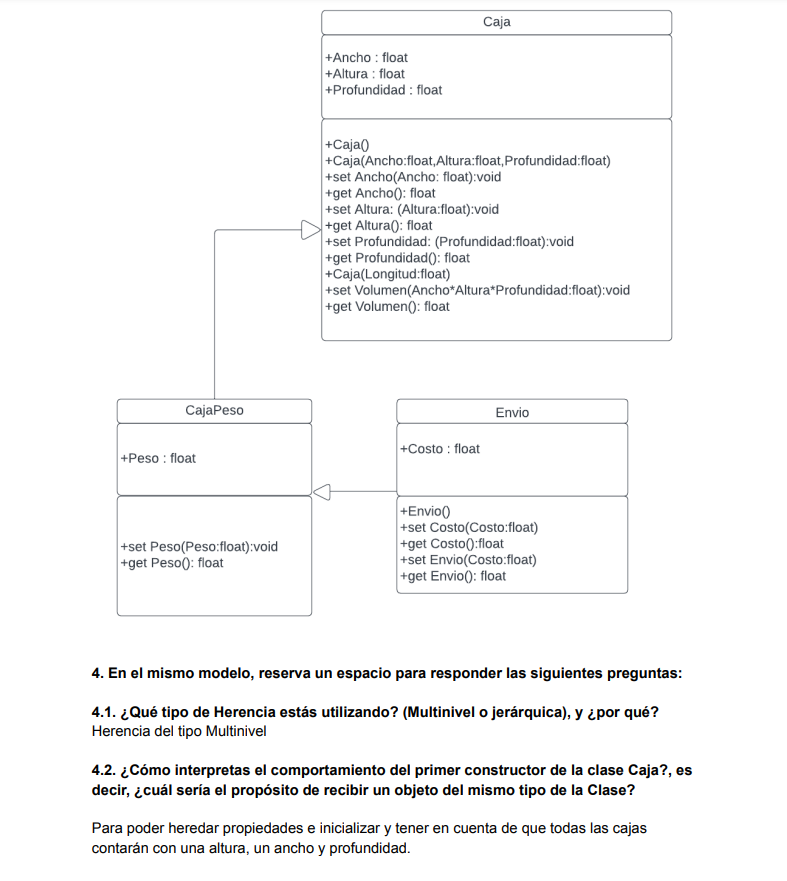 Caja
+Ancho : float
+Altura : float
+Profundidad : float
+Caja()
+Caja(Ancho:float,Altura:float,Profundidad:float)
+set Ancho(Ancho: float):void
+get Ancho(): float
+set Altura: (Altura:float):void
+get Altura(): float
+set Profundidad: (Profundidad:float):void
+get Profundidad(): float
+Caja(Longitud:float)
+set Volumen(Ancho*Altura*Profundidad:float):void
+get Volumen(): float
CajaPeso
+Peso : float
+set Peso(Peso:float):void
+get Peso(): float
Envio
+Costo : float
+Envio()
+set Costo(Costo:float)
+get Costo():float
+set Envio(Costo:float)
+get Envio(): float
4. En el mismo modelo, reserva un espacio para responder las siguientes preguntas:
4.1. ¿Qué tipo de Herencia estás utilizando? (Multinivel o jerárquica), y ¿por qué?
Herencia del tipo Multinivel
4.2. ¿Cómo interpretas el comportamiento del primer constructor de la clase Caja?, es
decir, ¿cuál sería el propósito de recibir un objeto del mismo tipo de la Clase?
Para poder heredar propiedades e inicializar y tener en cuenta de que todas las cajas
contarán con una altura, un ancho y profundidad.